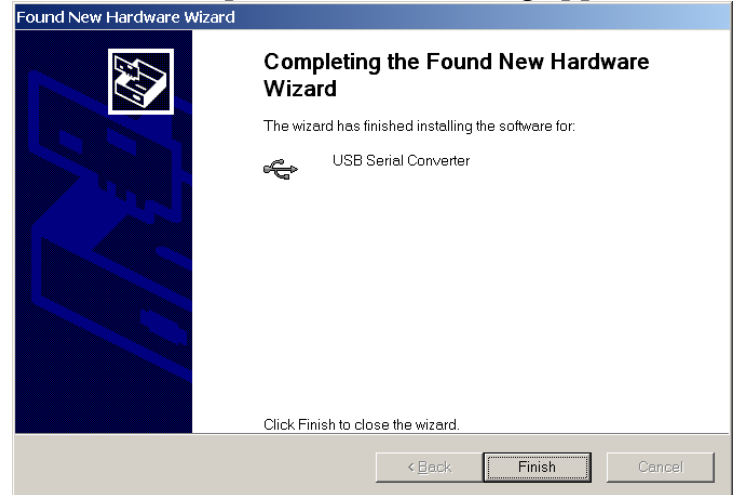 Found New Hardware Wizard
Completing the Found New Hardware
Wizard
The wizard has finished installing the software for:
USB Serial Converter
Click Finish to close the wizard.
< Back Finish Cancel